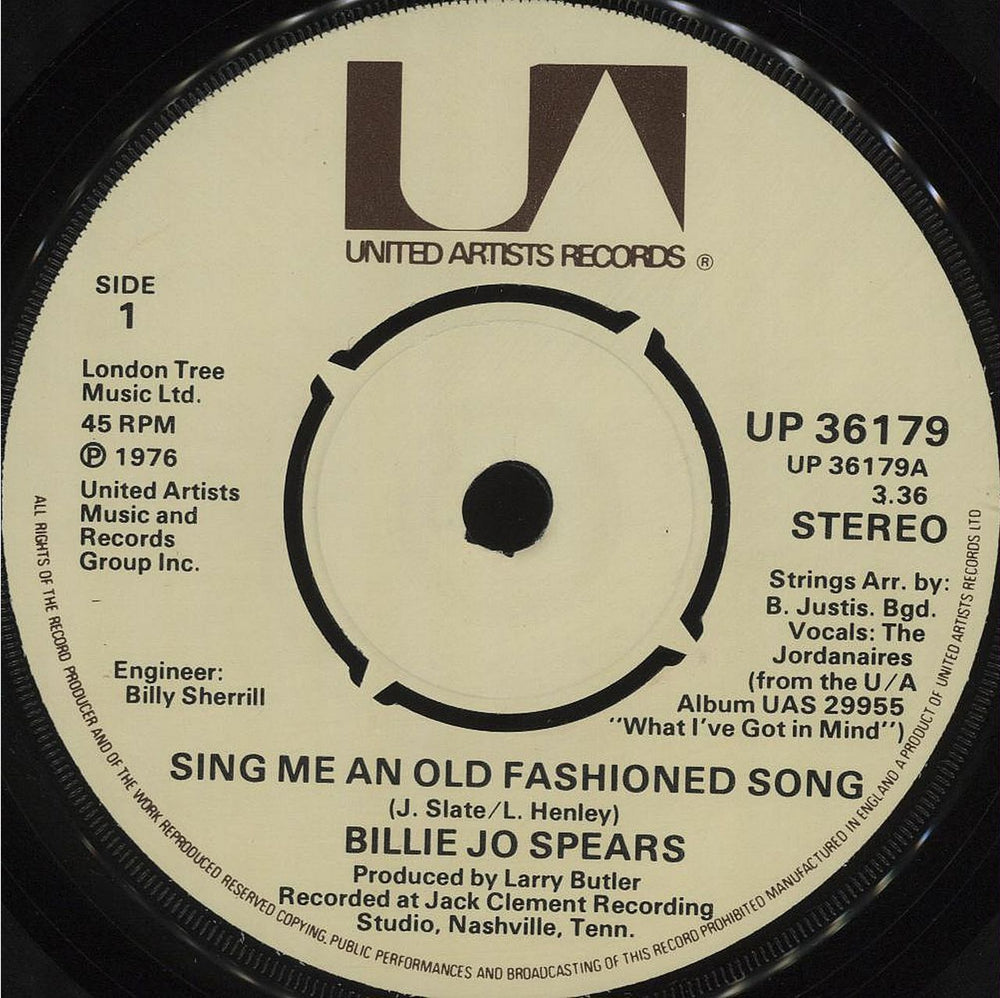 UA
UNITED ARTISTS RECORDS ®
SIDE
1
London Tree
Music Ltd.
45 RPM
℗ 1976
United Artists
Music and
Records
Group Inc.
Engineer:
Billy Sherrill
UP 36179
UP 36179A
3.36
STEREO
Strings Arr. by:
B. Justis. Bgd.
Vocals: The
Jordanaires
(from the U/A
Album UAS 29955
"What I've Got in Mind")
SING ME AN OLD FASHIONED SONG
(J. Slate/L. Henley)
BILLIE JO SPEARS
Produced by Larry Butler
Recorded at Jack Clement Recording
Studio, Nashville, Tenn.
ALL RIGHTS OF THE RECORD PRODUCER AND OF THE WORK REPRODUCED RESERVED COPYING, PUBLIC PERFORMANCES AND BROADCASTING OF THIS RECORD PROHIBITED MANUFACTURED IN ENGLAND A PRODUCT OF UNITED ARTISTS RECORDS LTD